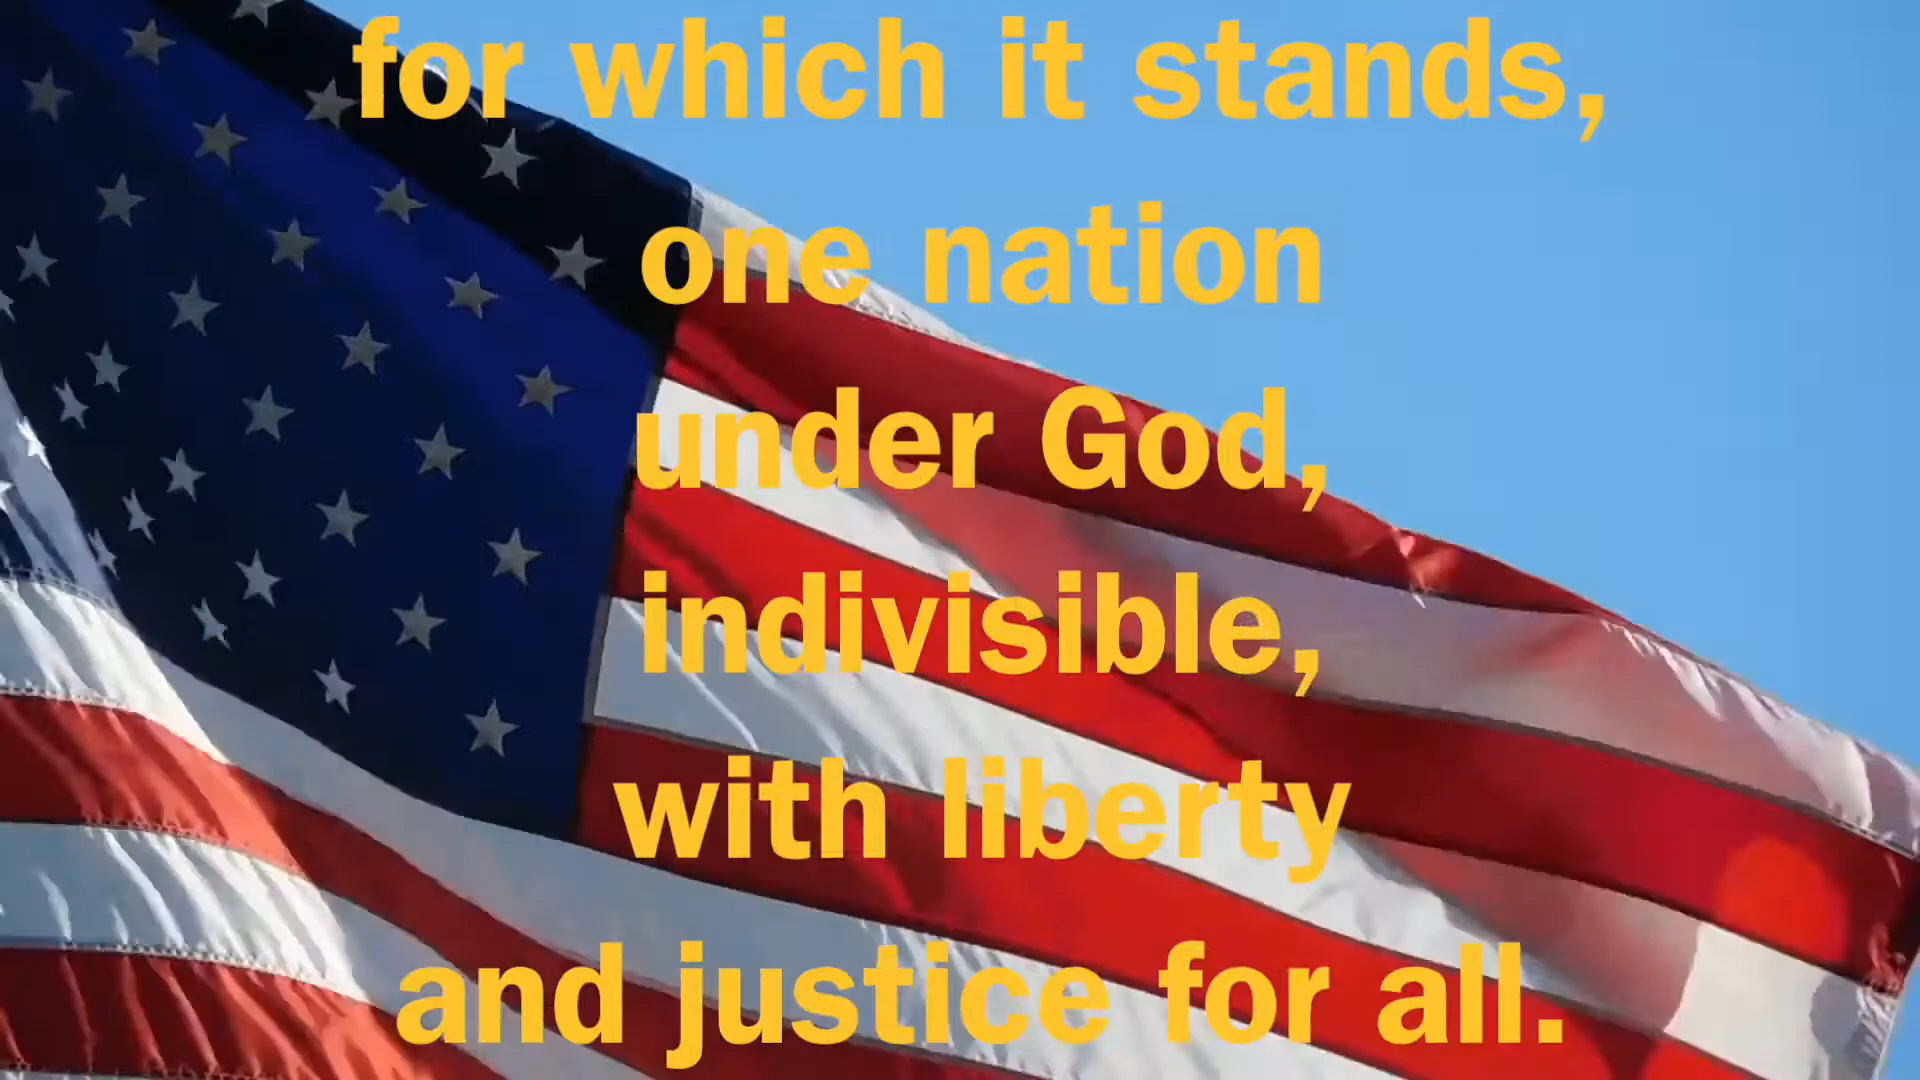 for which it stands,
one nation
under God,
indivisible,
with liberty
and justice for all.